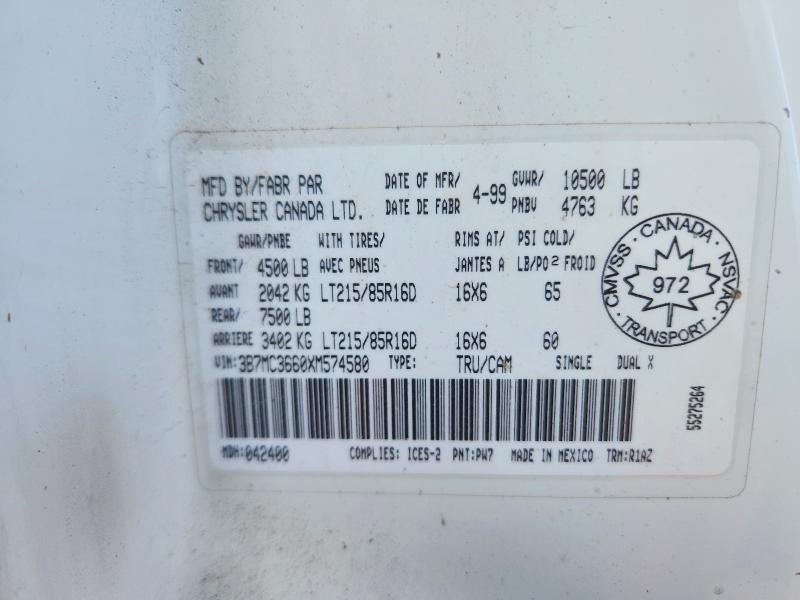 MFD BY/FABR PAR DATE OF MFR/ 4-99 GVWR/ 10500 LB
CHRYSLER CANADA LTD. DATE DE FABR PNBV 4763 KG
GAWR/PNBE WITH TIRES/ RIMS AT/ PSI COLD/
FRONT/ 4500 LB AVEC PNEUS JANTES A LB/PO2 FROID
AVANT 2042 KG LT215/85R16D 16X6 65
REAR/ 7500 LB
ARRIERE 3402 KG LT215/85R16D 16X6 60
VIN: 3B7MC3660XM574580 TYPE: TRU/CAM SINGLE DUAL X
MDH: 042400 COMPLIES: ICES-2 PNT: PW7 MADE IN MEXICO TRM: R1AZ
55275264
CMVSS · CANADA · NSVAC · TRANSPORT
972